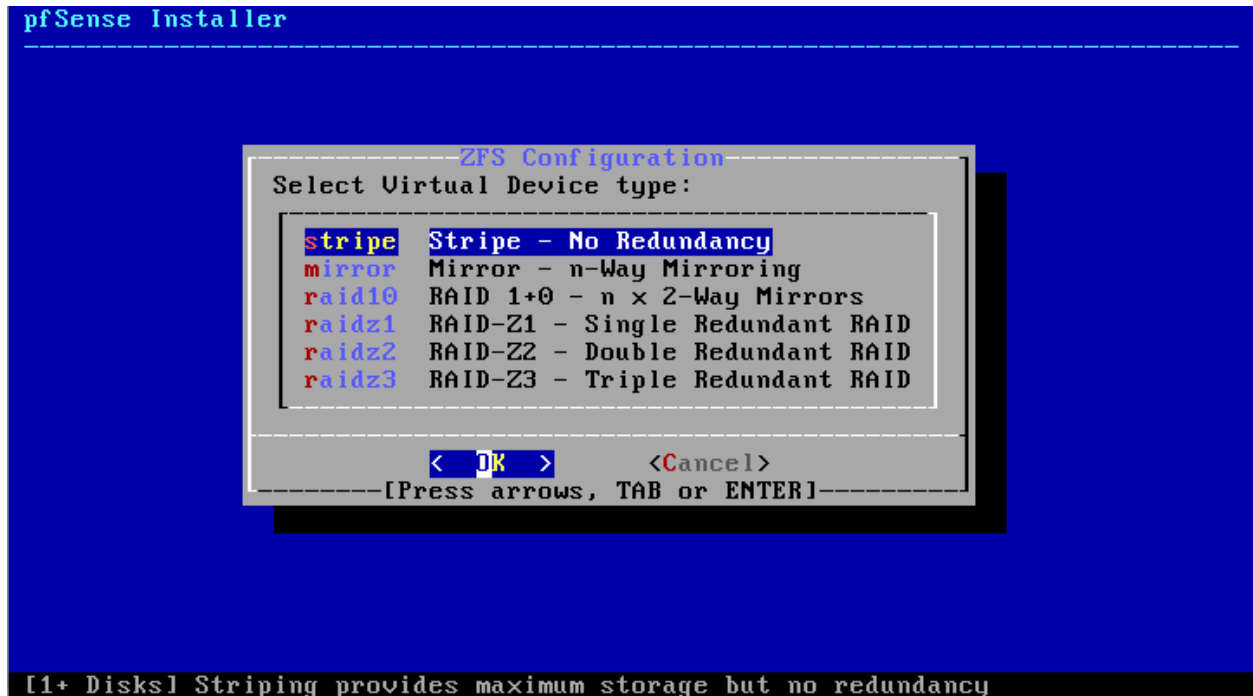 pfSense Installer
ZFS Configuration
Select Virtual Device type:
stripe Stripe - No Redundancy
mirror Mirror - n-Way Mirroring
raid10 RAID 1+0 - n x 2-Way Mirrors
raidz1 RAID-Z1 - Single Redundant RAID
raidz2 RAID-Z2 - Double Redundant RAID
raidz3 RAID-Z3 - Triple Redundant RAID
< OK > <Cancel>
[Press arrows, TAB or ENTER]
[1+ Disks] Striping provides maximum storage but no redundancy